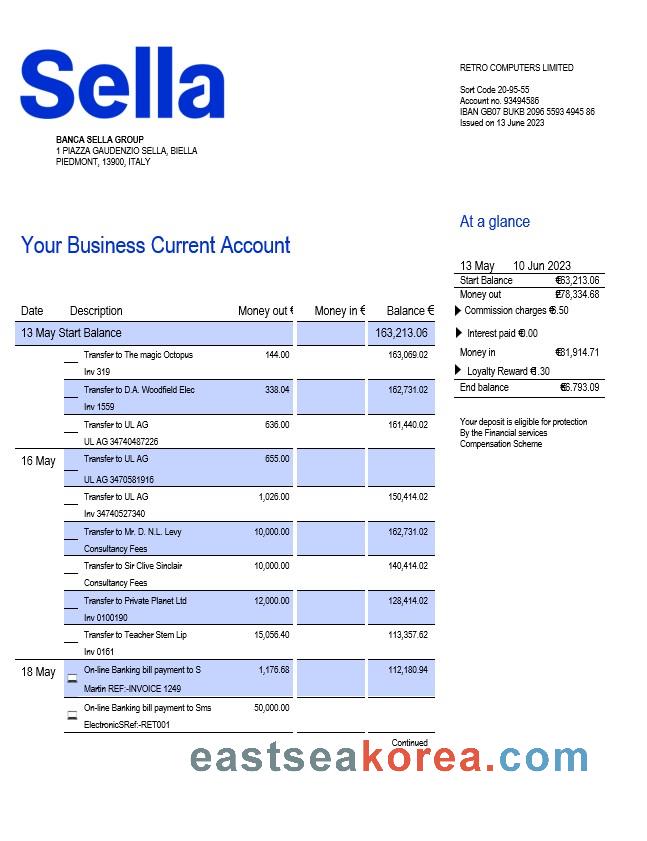 Sella
BANCA SELLA GROUP
1 PIAZZA GAUDENZIO SELLA, BIELLA
PIEDMONT, 13900, ITALY
RETRO COMPUTERS LIMITED
Sort Code 20-95-55
Account no. 93494586
IBAN GB07 BUKB 2096 5593 4945 86
Issued on 13 June 2023
At a glance
Your Business Current Account
13 May 10 Jun 2023
Start Balance €63,213.06
Money out €78,334.68
Commission charges €6.50
Interest paid €0.00
Money in €31,914.71
Loyalty Reward €1.30
End balance €6.793.09
Your deposit is eligible for protection
By the Financial services
Compensation Scheme
Date Description Money out € Money in € Balance €
13 May Start Balance 163,213.06
Transfer to The magic Octopus 144.00 163,069.02
Inv 319
Transfer to D.A. Woodfield Elec 338.04 162,731.02
Inv 1559
Transfer to UL AG 636.00 161,440.02
UL AG 34740487226
16 May Transfer to UL AG 655.00
UL AG 3470581916
Transfer to UL AG 1,026.00 150,414.02
Inv 34740527340
Transfer to Mr. D. N.L. Levy 10,000.00 162,731.02
Consultancy Fees
Transfer to Sir Clive Sinclair 10,000.00 140,414.02
Consultancy Fees
Transfer to Private Planet Ltd 12,000.00 128,414.02
Inv 0100190
Transfer to Teacher Stem Lip 15,056.40 113,357.62
Inv 0161
18 May On-line Banking bill payment to S 1,176.68 112,180.94
Martin REF:-INVOICE 1249
On-line Banking bill payment to Sms 50,000.00
ElectronicSRef:-RET001
Continued
eastseakorea.com